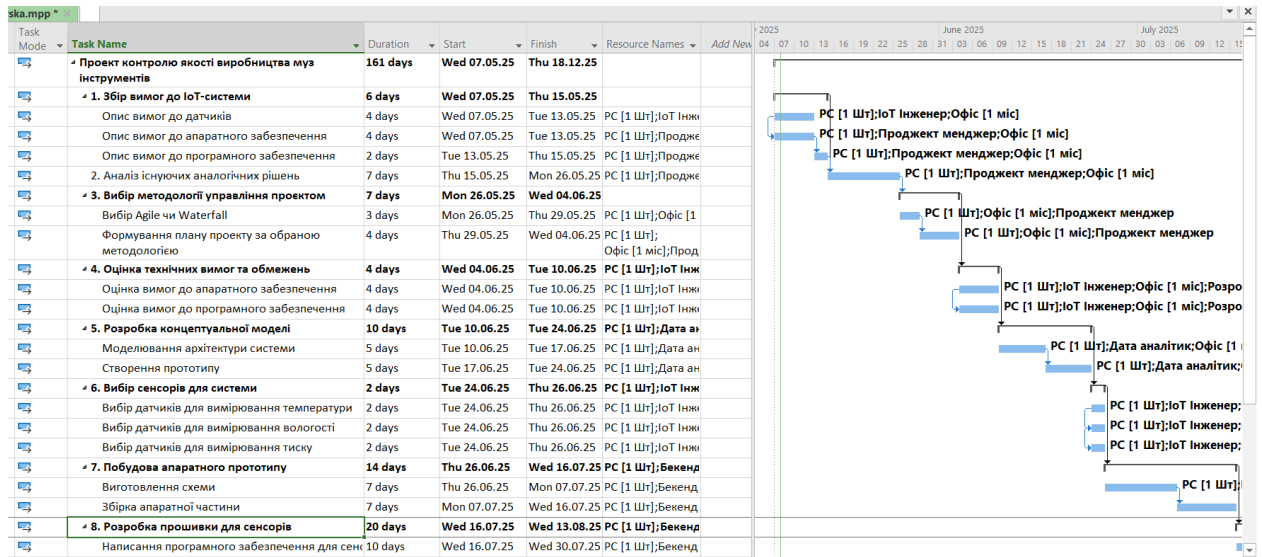 ska.mpp *
Task Mode Task Name Duration Start Finish Resource Names Add New
2025 June 2025 July 2025
04 07 10 13 16 19 22 25 28 31 03 06 09 12 15 18 21 24 27 30 03 06 09 12 15
Проект контролю якості виробництва муз 161 days Wed 07.05.25 Thu 18.12.25
інструментів
1. Збір вимог до IoT-системи 6 days Wed 07.05.25 Thu 15.05.25
Опис вимог до датчиків 4 days Wed 07.05.25 Tue 13.05.25 PC [1 Шт];IoT Інже PC [1 Шт];IoT Інженер;Офіс [1 міс]
Опис вимог до апаратного забезпечення 4 days Wed 07.05.25 Tue 13.05.25 PC [1 Шт];Продже PC [1 Шт];Проджект менджер;Офіс [1 міс]
Опис вимог до програмного забезпечення 2 days Tue 13.05.25 Thu 15.05.25 PC [1 Шт];Продже PC [1 Шт];Проджект менджер;Офіс [1 міс]
2. Аналіз існуючих аналогічних рішень 7 days Thu 15.05.25 Mon 26.05.25 PC [1 Шт];Продже PC [1 Шт];Проджект менджер;Офіс [1 міс]
3. Вибір методології управління проєктом 7 days Mon 26.05.25 Wed 04.06.25
Вибір Agile чи Waterfall 3 days Mon 26.05.25 Thu 29.05.25 PC [1 Шт];Офіс [1 PC [1 Шт];Офіс [1 міс];Проджект менджер
Формування плану проекту за обраною 4 days Thu 29.05.25 Wed 04.06.25 PC [1 Шт]; PC [1 Шт];Офіс [1 міс];Проджект менджер
методологією Офіс [1 міс];Прод
4. Оцінка технічних вимог та обмежень 4 days Wed 04.06.25 Tue 10.06.25 PC [1 Шт];IoT Інж
Оцінка вимог до апаратного забезпечення 4 days Wed 04.06.25 Tue 10.06.25 PC [1 Шт];IoT Інже PC [1 Шт];IoT Інженер;Офіс [1 міс];Розро
Оцінка вимог до програмного забезпечення 4 days Wed 04.06.25 Tue 10.06.25 PC [1 Шт];IoT Інже PC [1 Шт];IoT Інженер;Офіс [1 міс];Розро
5. Розробка концептуальної моделі 10 days Tue 10.06.25 Tue 24.06.25 PC [1 Шт];Дата ан
Моделювання архітектури системи 5 days Tue 10.06.25 Tue 17.06.25 PC [1 Шт];Дата ан PC [1 Шт];Дата аналітик;Офіс [1
Створення прототипу 5 days Tue 17.06.25 Tue 24.06.25 PC [1 Шт];Дата ан PC [1 Шт];Дата аналітик;
6. Вибір сенсорів для системи 2 days Tue 24.06.25 Thu 26.06.25 PC [1 Шт];IoT Інж
Вибір датчиків для вимірювання температури 2 days Tue 24.06.25 Thu 26.06.25 PC [1 Шт];IoT Інже PC [1 Шт];IoT Інженер;
Вибір датчиків для вимірювання вологості 2 days Tue 24.06.25 Thu 26.06.25 PC [1 Шт];IoT Інже PC [1 Шт];IoT Інженер;
Вибір датчиків для вимірювання тиску 2 days Tue 24.06.25 Thu 26.06.25 PC [1 Шт];IoT Інже PC [1 Шт];IoT Інженер;
7. Побудова апаратного прототипу 14 days Thu 26.06.25 Wed 16.07.25 PC [1 Шт];Бекенд
Виготовлення схеми 7 days Thu 26.06.25 Mon 07.07.25 PC [1 Шт];Бекенд PC [1 Шт];
Збірка апаратної частини 7 days Mon 07.07.25 Wed 16.07.25 PC [1 Шт];Бекенд
8. Розробка прошивки для сенсорів 20 days Wed 16.07.25 Wed 13.08.25 PC [1 Шт];Бекенд
Написання програмного забезпечення для сенс 10 days Wed 16.07.25 Wed 30.07.25 PC [1 Шт];Бекенд